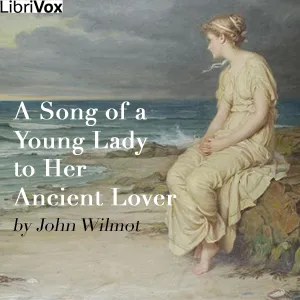 LibriVox
A Song of a
Young Lady
to Her
Ancient Lover
by John Wilmot